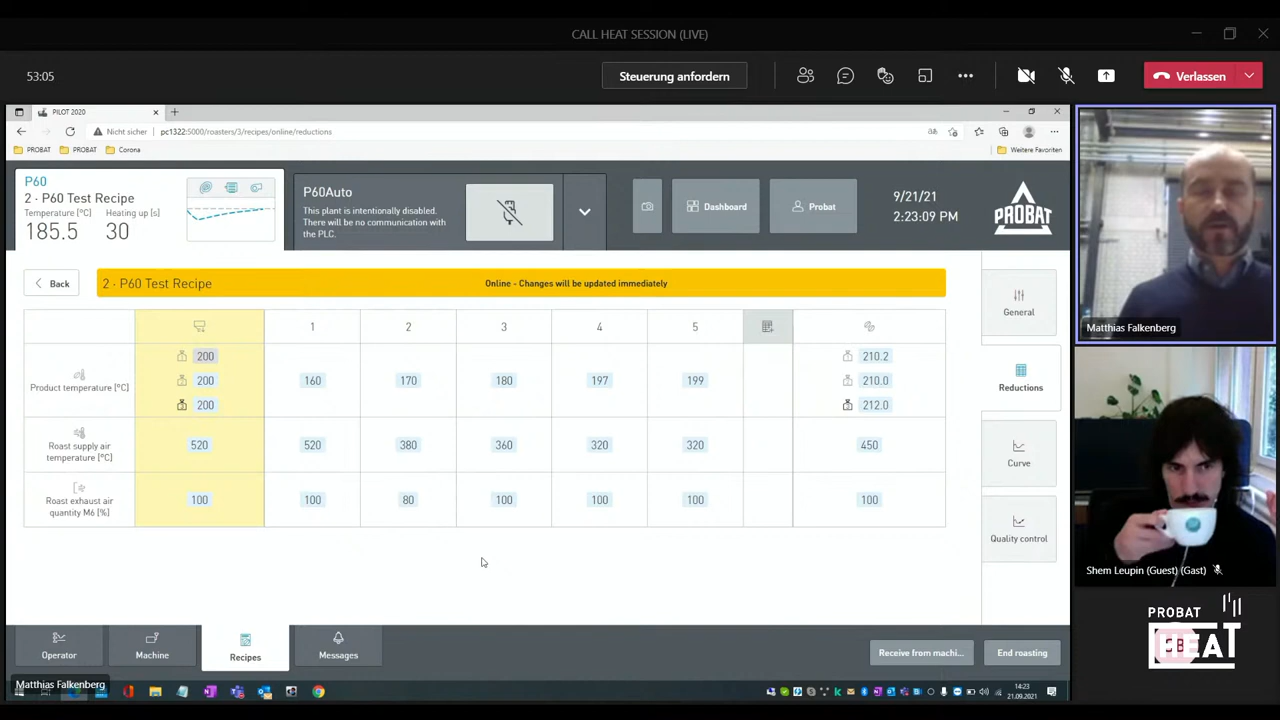 CALL HEAT SESSION (LIVE)
53:05
Steuerung anfordern
Verlassen
PILOT 2020
Nicht sicher
pc1322:5000/roasters/3/recipes/online/reductions
PROBAT
PROBAT
Corona
Weitere Favoriten
P60
2 - P60 Test Recipe
Temperature [°C]
Heating up [s]
185.5
30
P60Auto
This plant is intentionally disabled.
There will be no communication with
the PLC.
Dashboard
Probat
9/21/21
2:23:09 PM
PROBAT
Back
2 - P60 Test Recipe
Online - Changes will be updated immediately
1 2 3 4 5
Product temperature [°C]
200
200
200
160 170 180 197 199
210.2
210.0
212.0
Roast supply air
temperature [°C]
520 520 380 360 320 320 450
Roast exhaust air
quantity M6 [%]
100 100 80 100 100 100 100
General
Reductions
Curve
Quality control
Operator
Machine
Recipes
Messages
Receive from machi...
End roasting
Matthias Falkenberg
14:23
21.09.2021
Matthias Falkenberg
Shem Leupin (Guest) (Gast)
PROBAT
HEAT